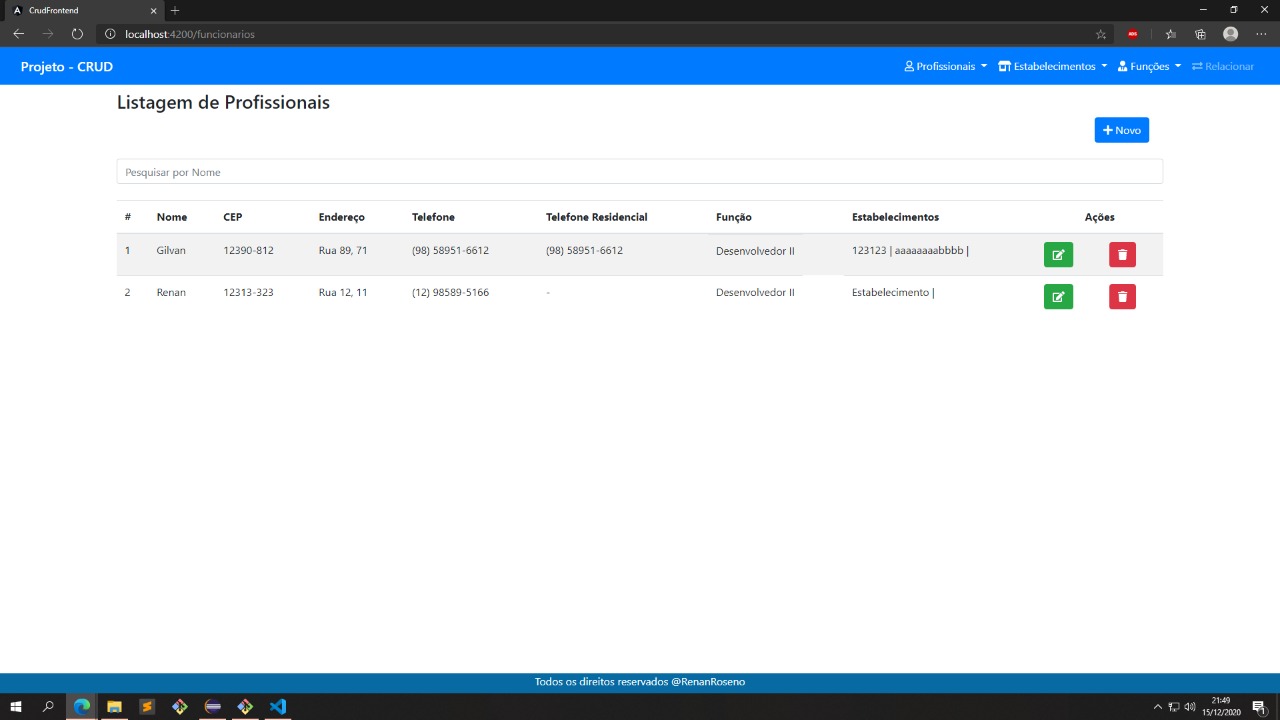 CrudFrontend
localhost:4200/funcionarios
ABS
Projeto - CRUD
Profissionais
Estabelecimentos
Funções
Relacionar
Listagem de Profissionais
Novo
Pesquisar por Nome
# Nome CEP Endereço Telefone Telefone Residencial Função Estabelecimentos Ações
1 Gilvan 12390-812 Rua 89, 71 (98) 58951-6612 (98) 58951-6612 Desenvolvedor II 123123 | aaaaaaaabbbb |
2 Renan 12313-323 Rua 12, 11 (12) 98589-5166 - Desenvolvedor II Estabelecimento |
Todos os direitos reservados @RenanRoseno
21:49
15/12/2020
1